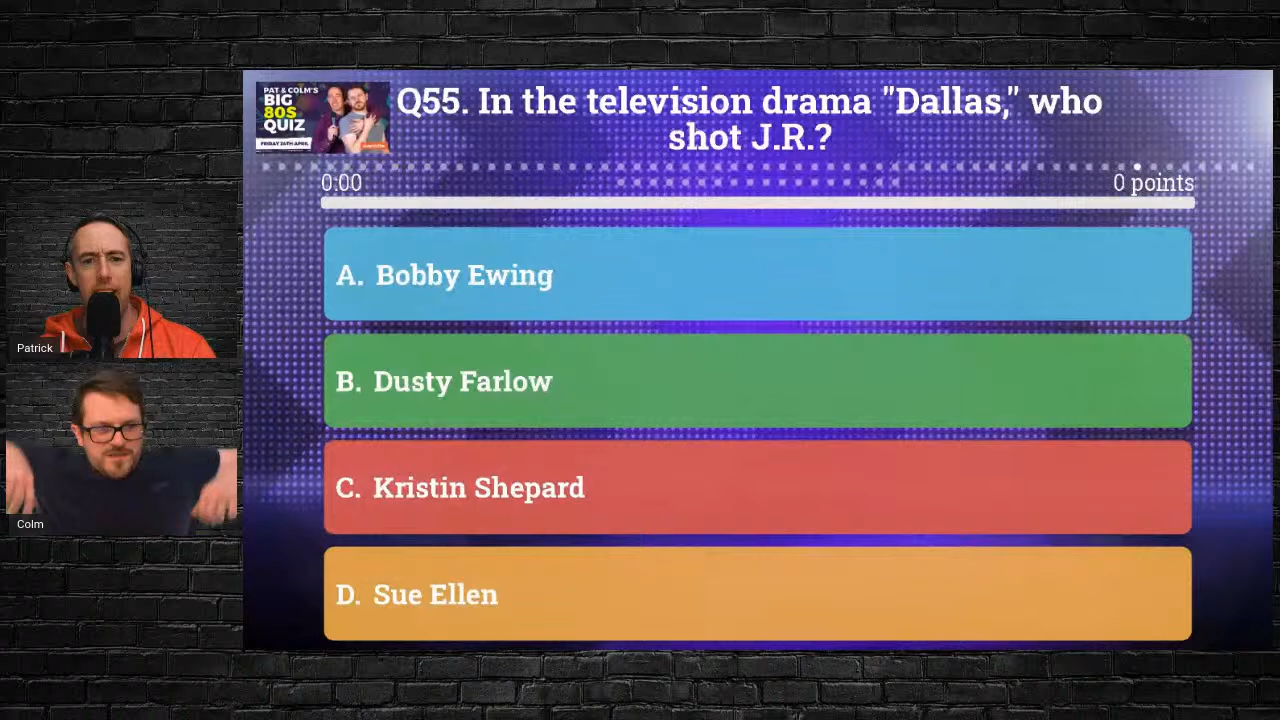 PAT & COLM'S
BIG
80S
QUIZ
Q55. In the television drama "Dallas," who
shot J.R.?
0:00
0 points
A. Bobby Ewing
B. Dusty Farlow
C. Kristin Shepard
D. Sue Ellen
Patrick
Colm